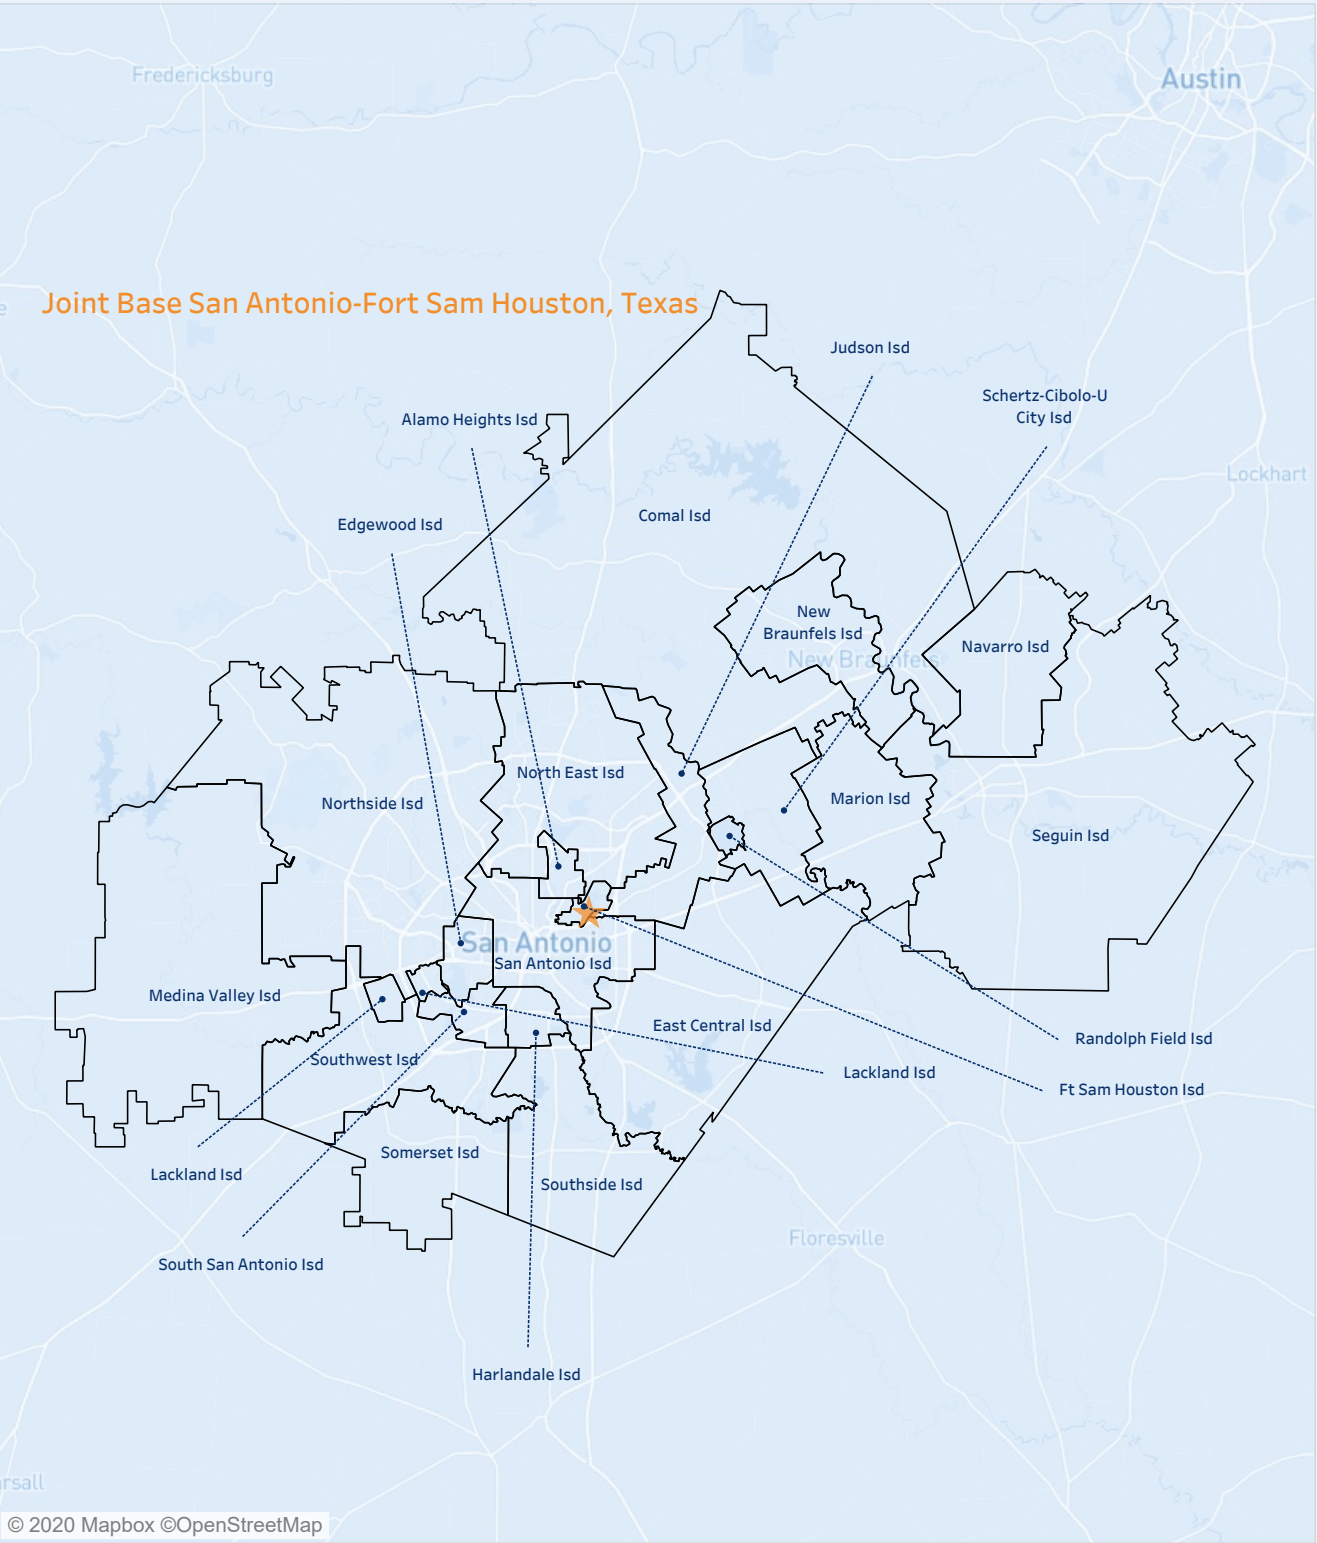 Fredericksburg
Austin
Joint Base San Antonio-Fort Sam Houston, Texas
Judson Isd
Schertz-Cibolo-U
City Isd
Alamo Heights Isd
Lockhart
Comal Isd
Edgewood Isd
New
Braunfels Isd
Navarro Isd
New Braunfels
North East Isd
Northside Isd
Marion Isd
Seguin Isd
San Antonio
San Antonio Isd
Medina Valley Isd
East Central Isd
Randolph Field Isd
Southwest Isd
Lackland Isd
Ft Sam Houston Isd
Somerset Isd
Lackland Isd
Southside Isd
Floresville
South San Antonio Isd
Harlandale Isd
rsall
© 2020 Mapbox ©OpenStreetMap